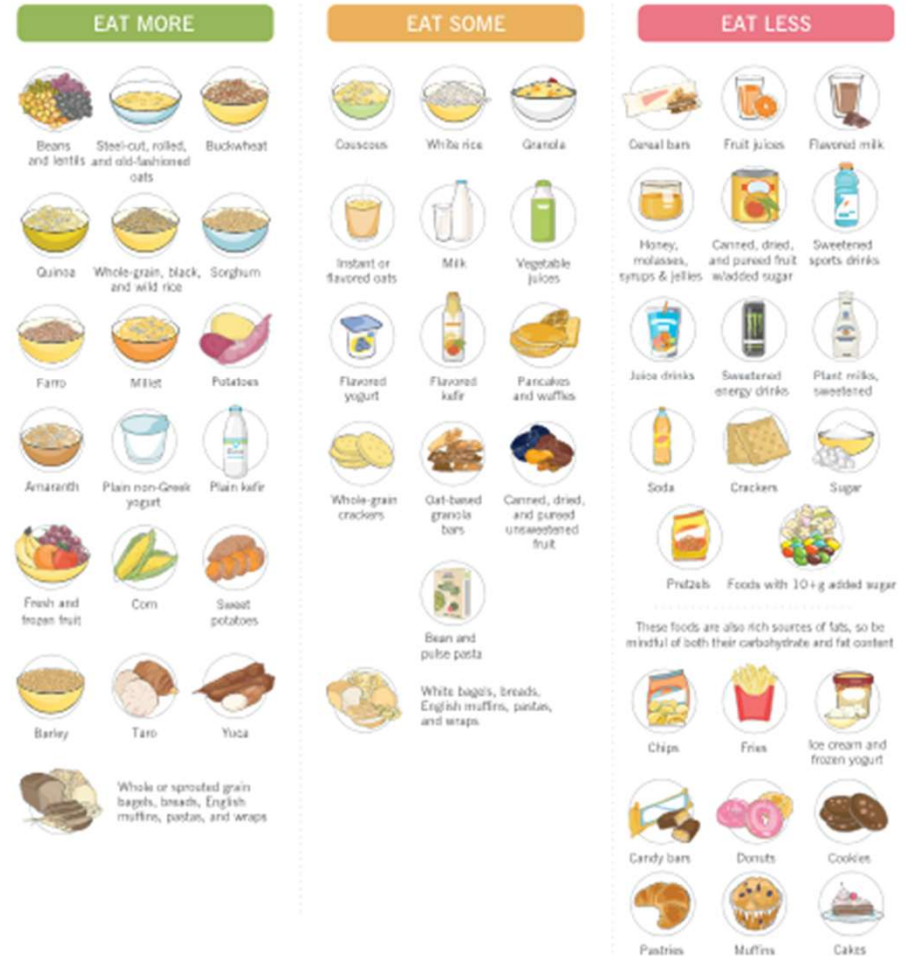 EAT MORE
Beans
and lentils
Steel-cut, rolled,
and old-fashioned
oats
Buckwheat
Quinoa
Whole-grain, black,
and wild rice
Sorghum
Farro
Millet
Potatoes
Amaranth
Plain non-Greek
yogurt
Plain kefir
Fresh and
frozen fruit
Corn
Sweet
potatoes
Barley
Taro
Yuca
Whole or sprouted grain
bagels, breads, English
muffins, pastas, and wraps
EAT SOME
Couscous
White rice
Granola
Instant or
flavored oats
Milk
Vegetable
juices
Flavored
yogurt
Flavored
kefir
Pancakes
and waffles
Whole-grain
crackers
Oat-based
granola
bars
Canned, dried,
and pureed
unsweetened
fruit
Bean and
pulse pasta
White bagels, breads,
English muffins, pastas,
and wraps
EAT LESS
Cereal bars
Fruit juices
Flavored milk
Honey,
molasses,
syrups & jellies
Canned, dried,
and pureed fruit
w/added sugar
Sweetened
sports drinks
Juice drinks
Sweetened
energy drinks
Plant milks,
sweetened
Soda
Crackers
Sugar
Pretzels
Foods with 10+g added sugar
These foods are also rich sources of fats, so be
mindful of both their carbohydrate and fat content
Chips
Fries
Ice cream and
frozen yogurt
Candy bars
Donuts
Cookies
Pastries
Muffins
Cakes